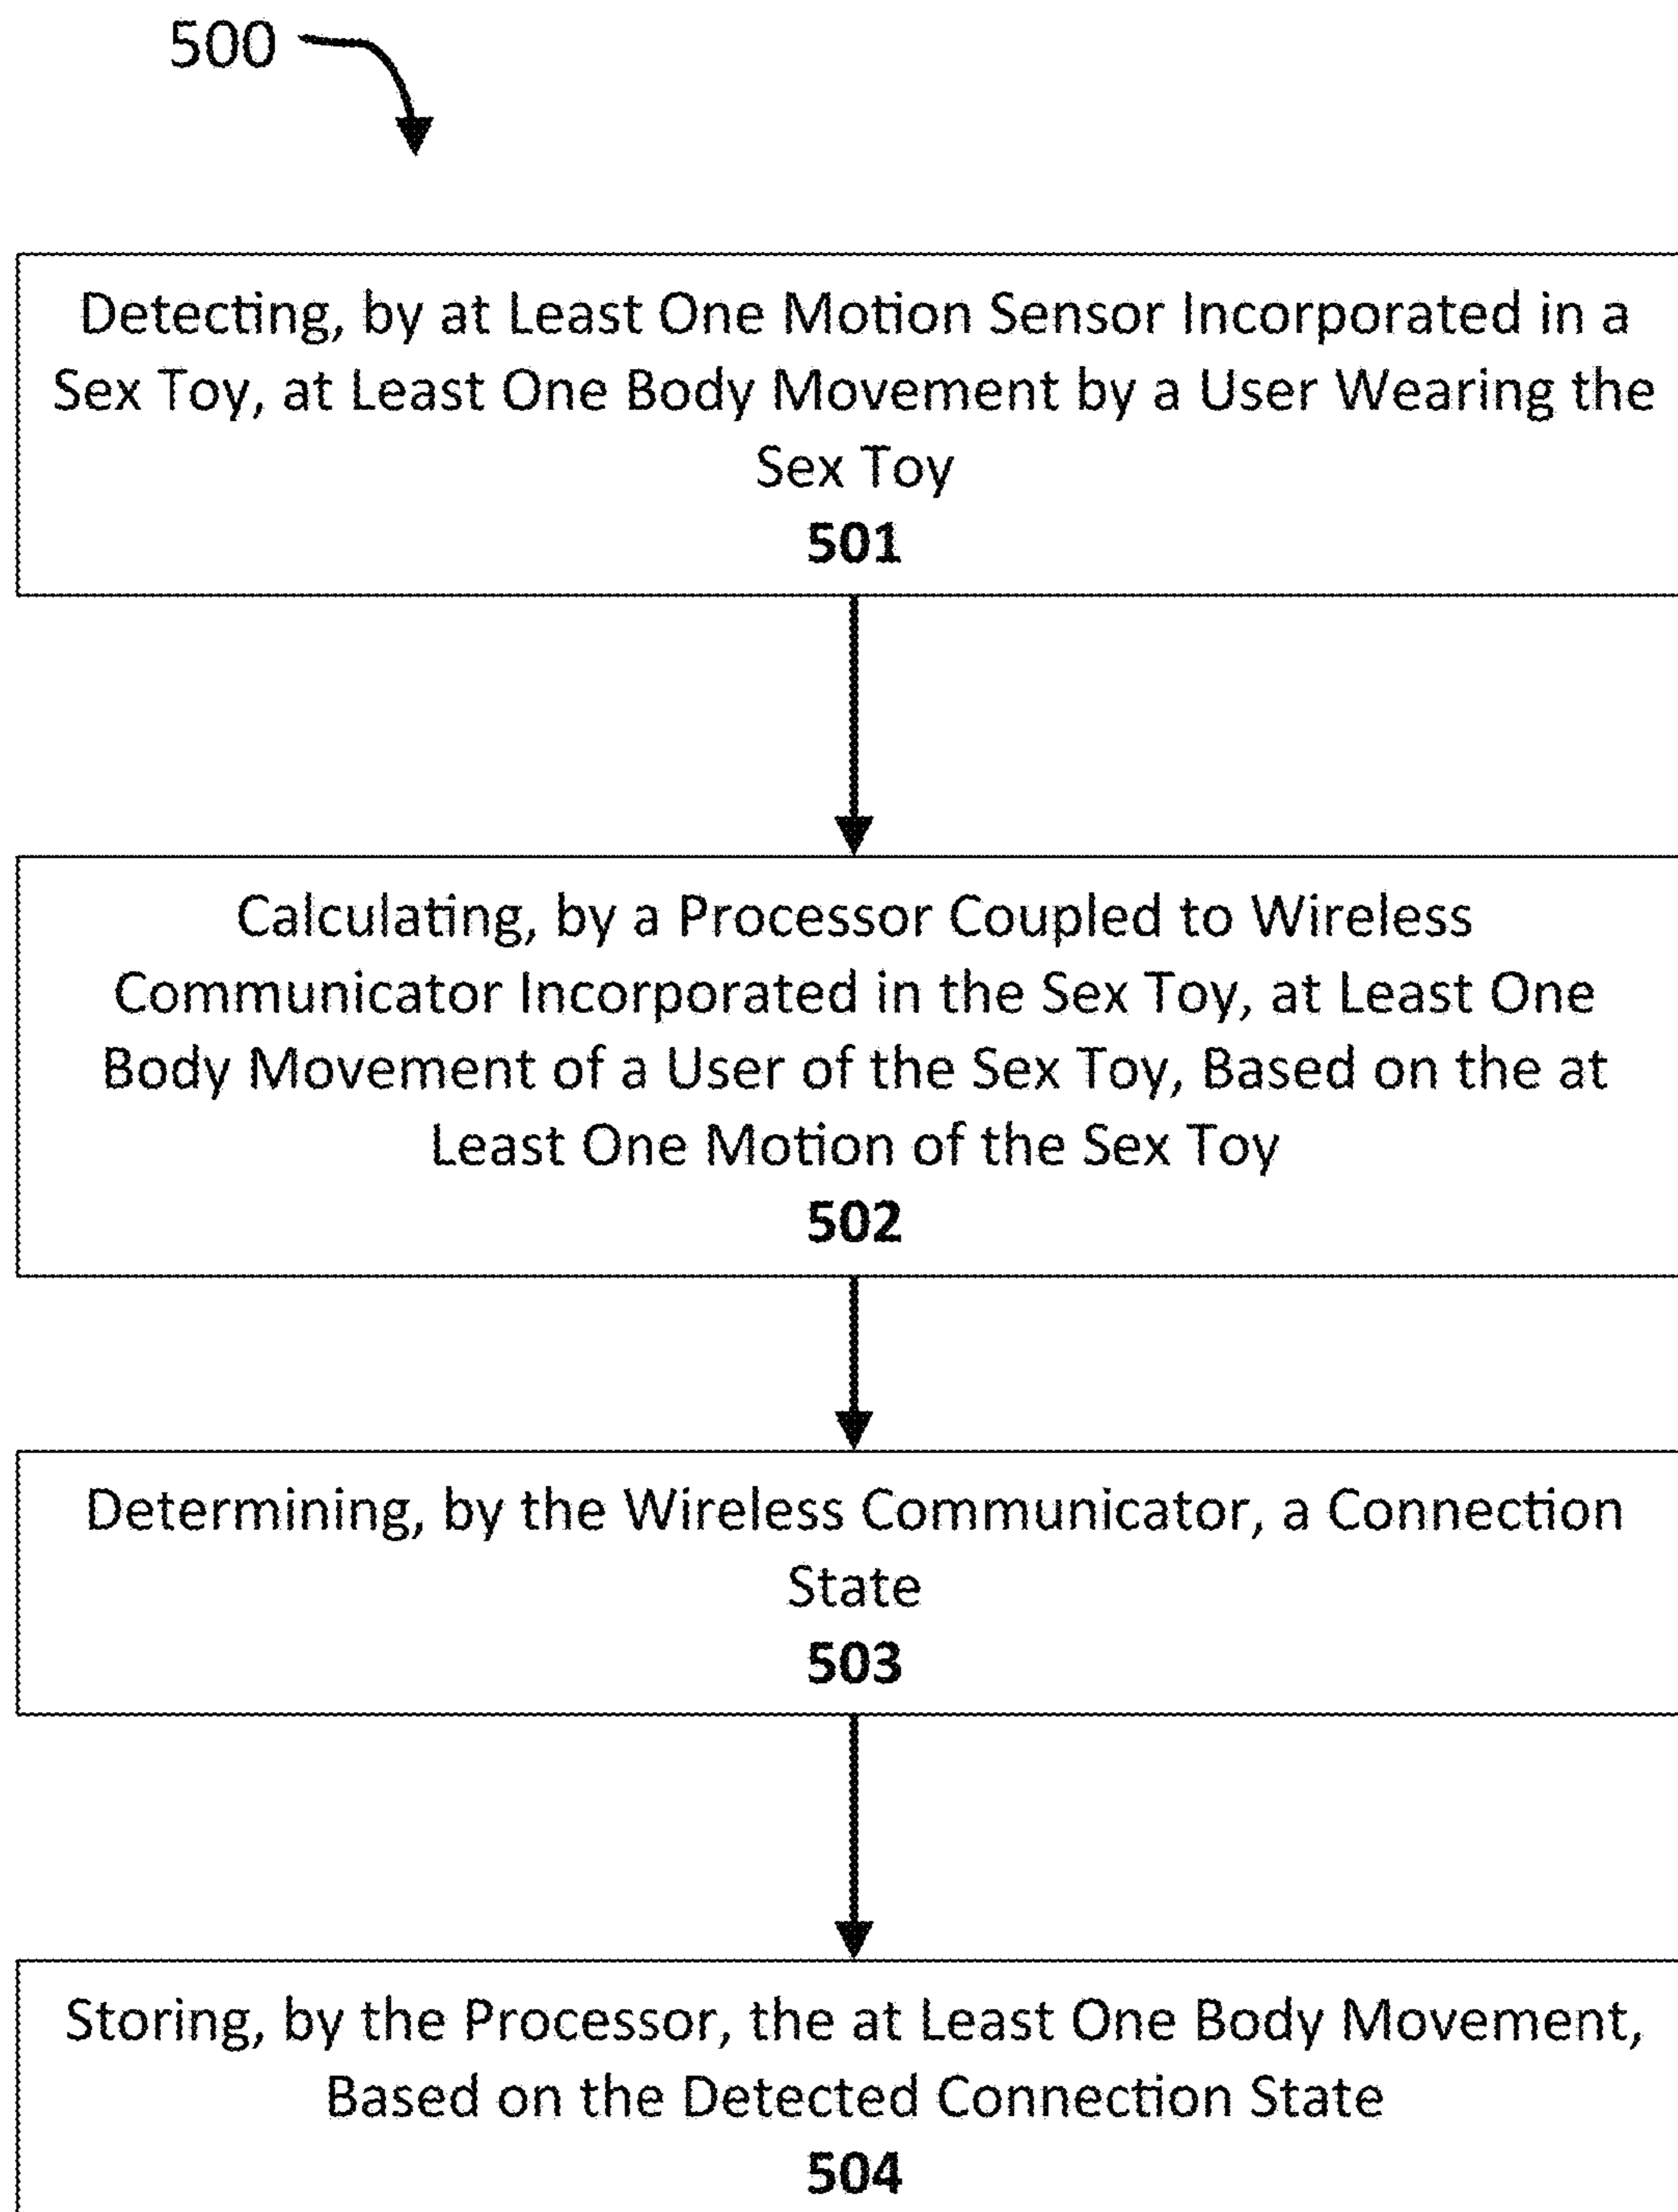 500
Detecting, by at Least One Motion Sensor Incorporated in a
Sex Toy, at Least One Body Movement by a User Wearing the
Sex Toy
501
Calculating, by a Processor Coupled to Wireless
Communicator Incorporated in the Sex Toy, at Least One
Body Movement of a User of the Sex Toy, Based on the at
Least One Motion of the Sex Toy
502
Determining, by the Wireless Communicator, a Connection
State
503
Storing, by the Processor, the at Least One Body Movement,
Based on the Detected Connection State
504